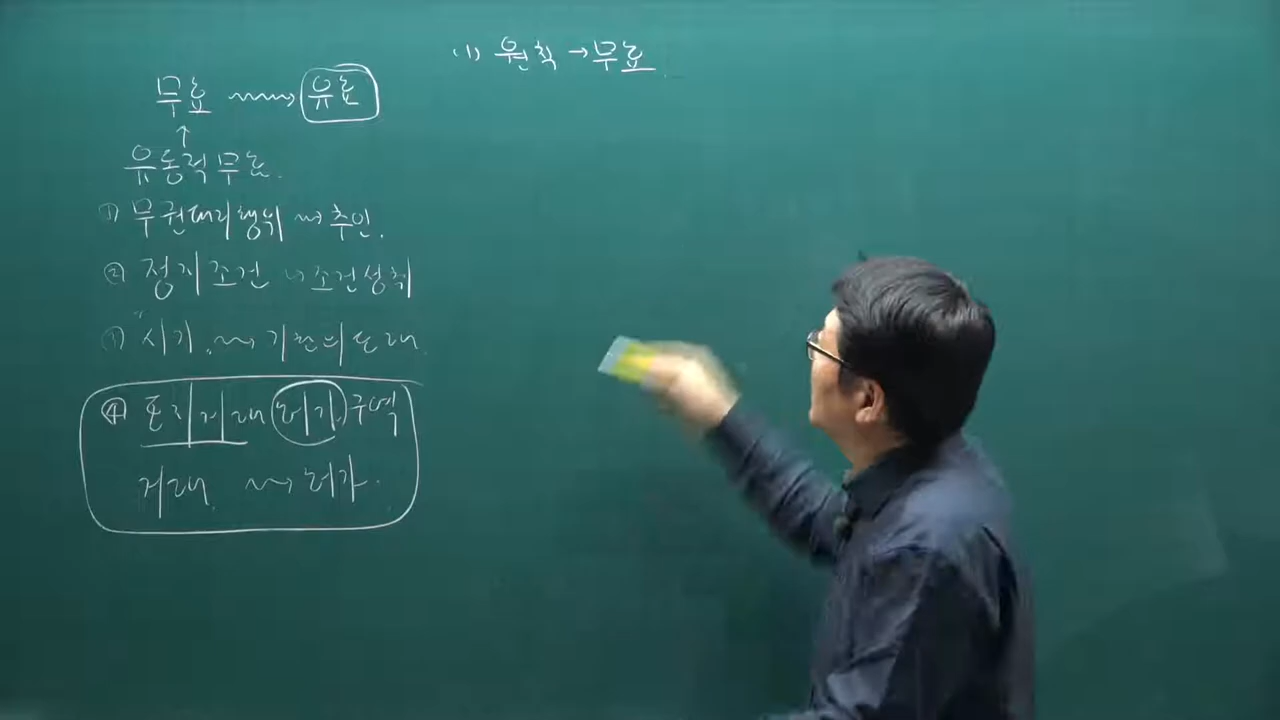 무효 → 유효
↑
유동적 무효.
① 무권대리행위 → 추인.
② 정지조건 → 조건성취
③ 시기 → 기한의 도래.
④ 토지거래허가구역
거래 → 허가.
(1) 원칙 → 무효.